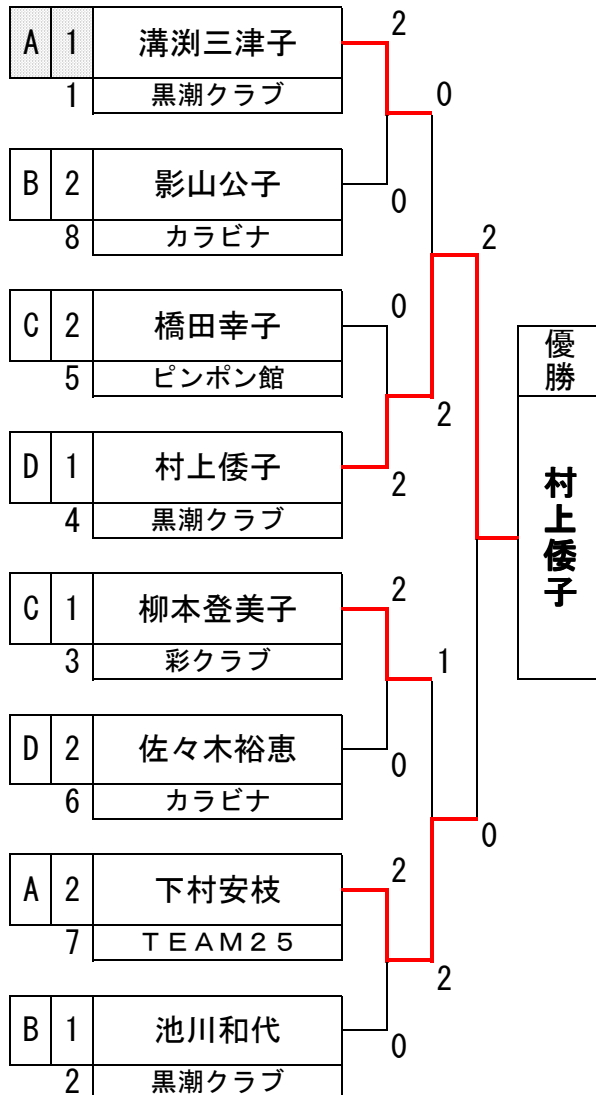 A 1 溝渕三津子 2
1 黒潮クラブ 0
B 2 影山公子 0
8 カラビナ 2
C 2 橋田幸子 0
5 ピンポン館
D 1 村上倭子 2 2
4 黒潮クラブ
優勝
村上倭子
C 1 柳本登美子 2
3 彩クラブ 1
D 2 佐々木裕恵 0
6 カラビナ 0
A 2 下村安枝 2
7 ＴＥＡＭ２５ 2
B 1 池川和代 0
2 黒潮クラブ